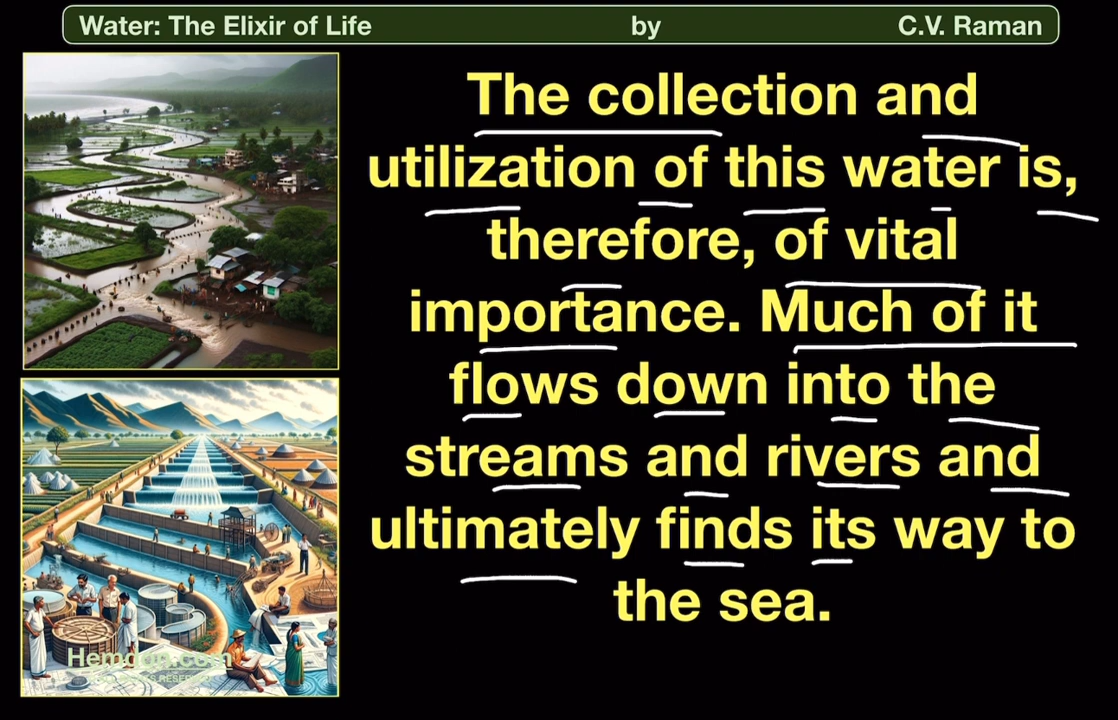 Water: The Elixir of Life by C.V. Raman
The collection and
utilization of this water is,
therefore, of vital
importance. Much of it
flows down into the
streams and rivers and
ultimately finds its way to
the sea.